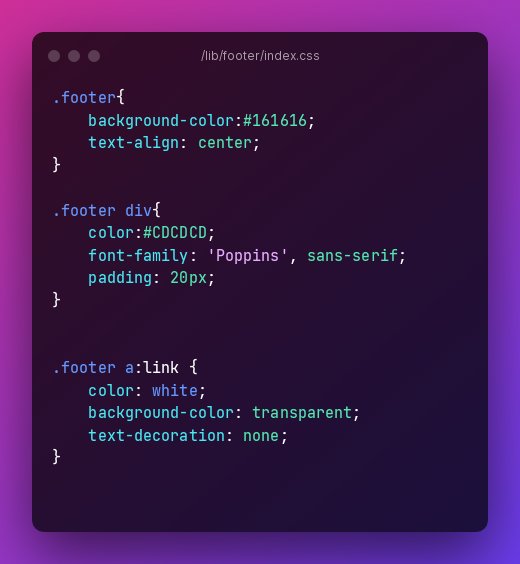 /lib/footer/index.css
.footer{
    background-color:#161616;
    text-align: center;
}
.footer div{
    color:#CDCDCD;
    font-family: 'Poppins', sans-serif;
    padding: 20px;
}
.footer a:link {
    color: white;
    background-color: transparent;
    text-decoration: none;
}